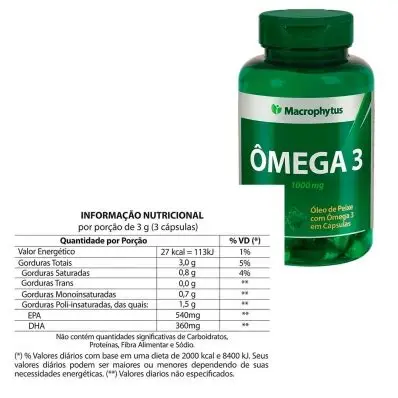 Macrophytus
ÔMEGA 3
1000mg
Óleo de Peixe
com Ômega 3
em Cápsulas
INFORMAÇÃO NUTRICIONAL
por porção de 3 g (3 cápsulas)
Quantidade por Porção % VD (*)
Valor Energético 27 kcal = 113kJ 1%
Gorduras Totais 3,0 g 5%
Gorduras Saturadas 0,8 g 4%
Gorduras Trans 0,0 g **
Gorduras Monoinsaturadas 0,7 g **
Gorduras Poli-insaturadas, das quais: 1,5 g **
EPA 540mg **
DHA 360mg **
Não contém quantidades significativas de Carboidratos,
Proteínas, Fibra Alimentar e Sódio.
(*) % Valores diários com base em uma dieta de 2000 kcal e 8400 kJ. Seus
valores diários podem ser maiores ou menores dependendo de suas
necessidades energéticas. (**) Valores diários não especificados.